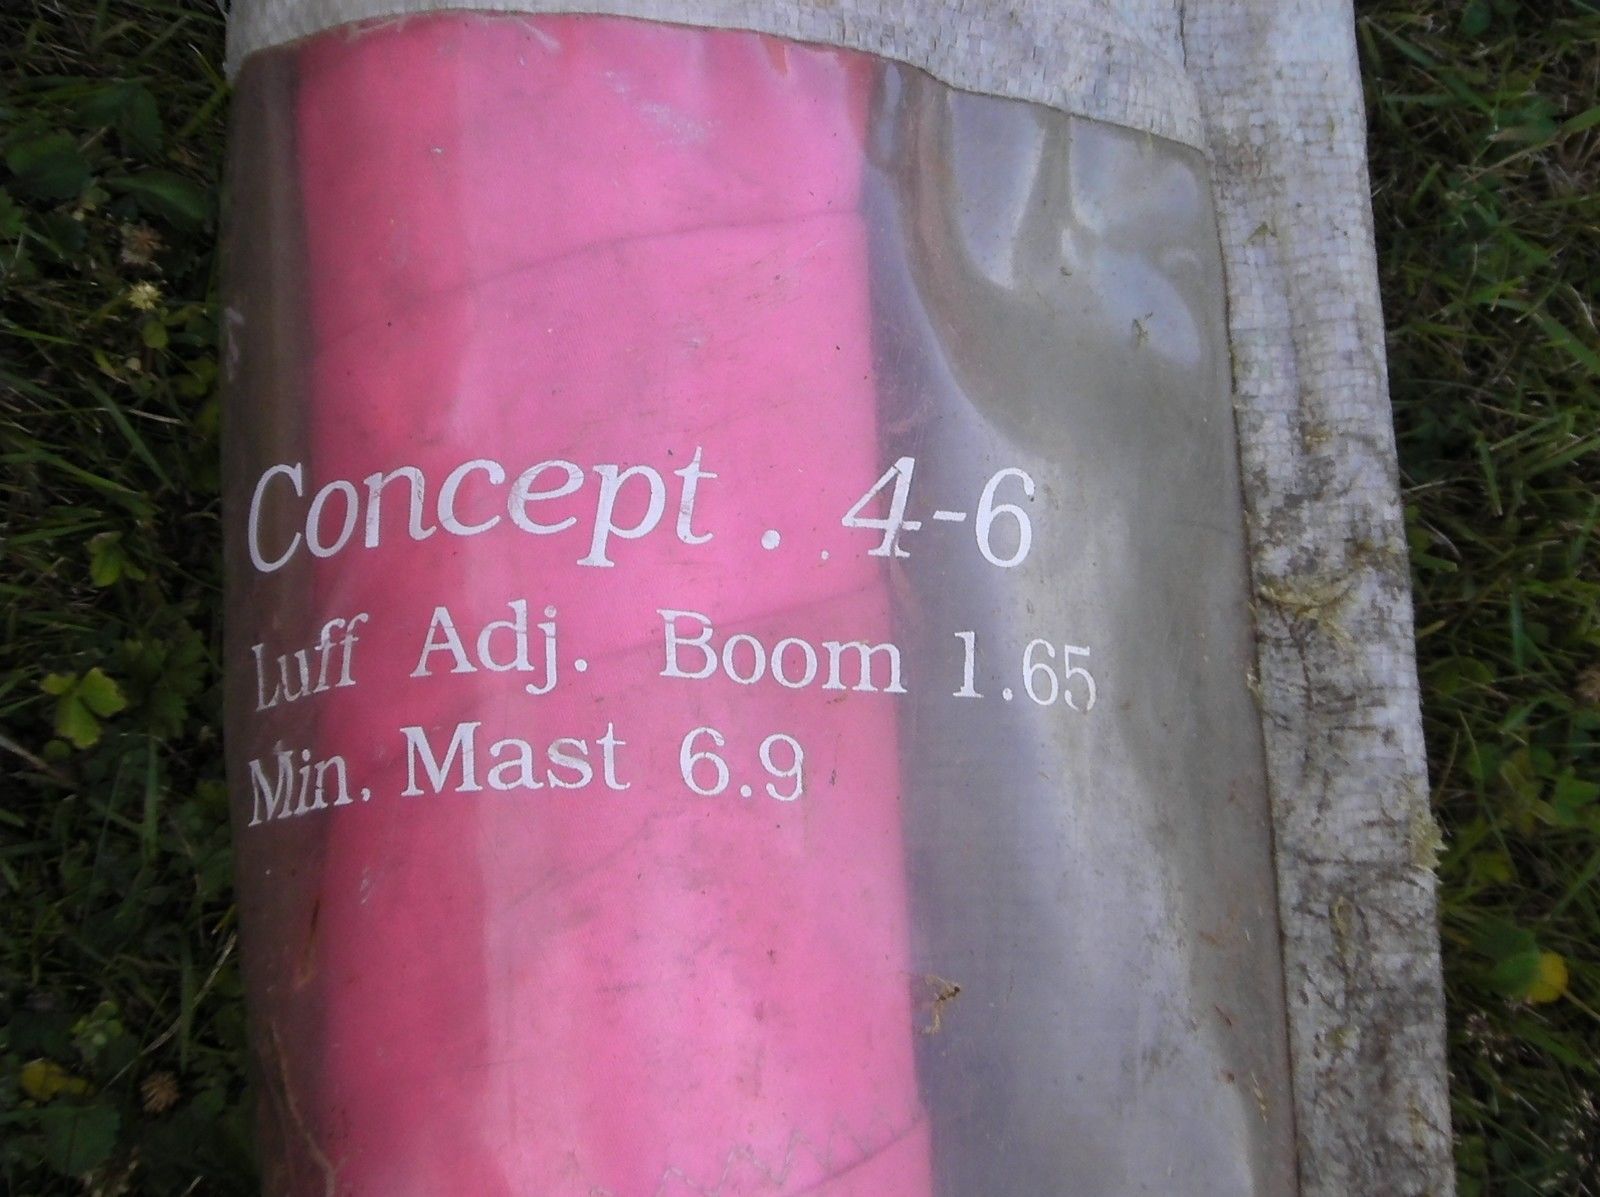 Concept . . 4-6
Luff Adj. Boom 1.65
Min. Mast 6.9